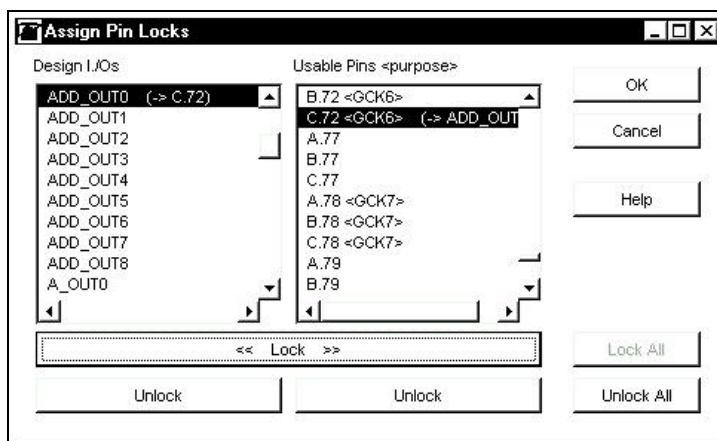 Assign Pin Locks
Design I./Os
Usable Pins <purpose>
ADD_OUT0 (-> C.72)
ADD_OUT1
ADD_OUT2
ADD_OUT3
ADD_OUT4
ADD_OUT5
ADD_OUT6
ADD_OUT7
ADD_OUT8
A_OUT0
B.72 <GCK6>
C.72 <GCK6> (-> ADD_OUT
A.77
B.77
C.77
A.78 <GCK7>
B.78 <GCK7>
C.78 <GCK7>
A.79
B.79
OK
Cancel
Help
<< Lock >>
Lock All
Unlock
Unlock
Unlock All